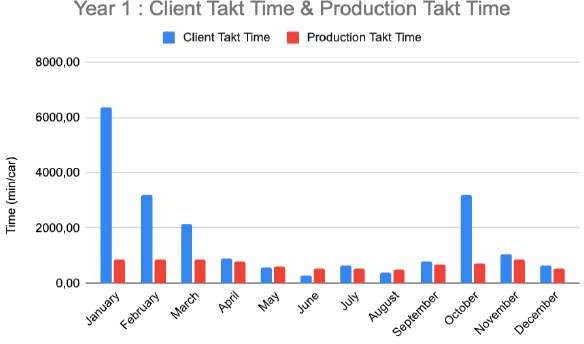 Year 1 : Client Takt Time & Production Takt Time
Client Takt Time Production Takt Time
8000,00
6000,00
4000,00
2000,00
0,00
Time (min/car)
January February March April May June July August September October November December